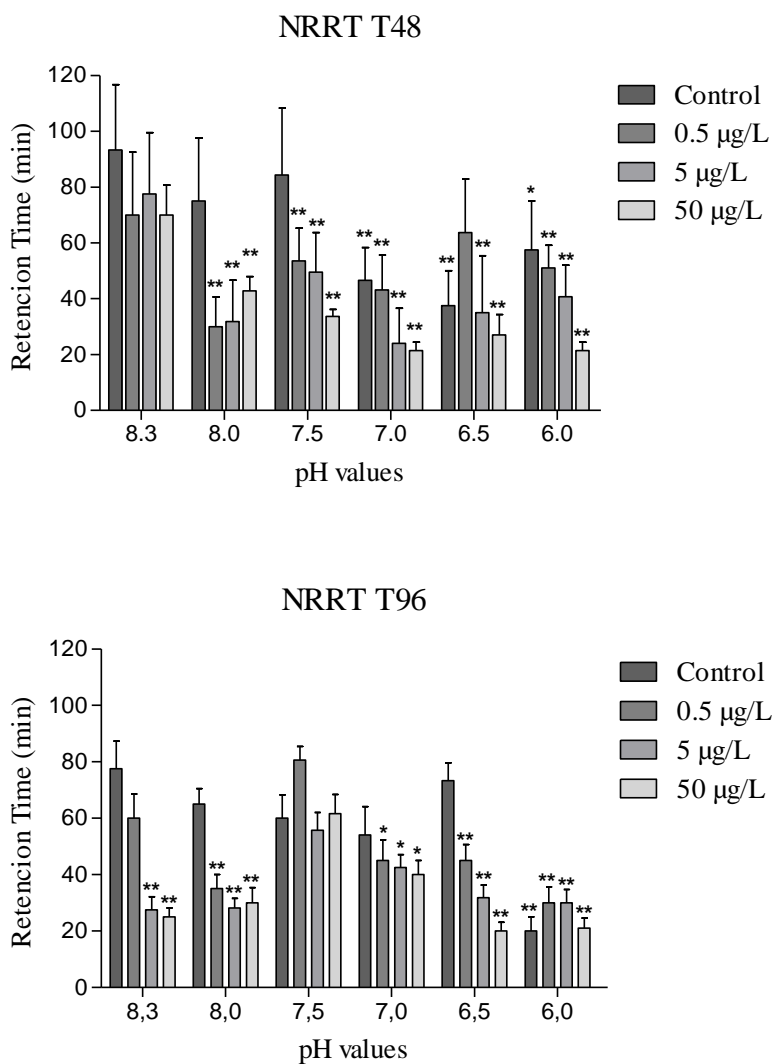 NRRT T48
120
100
80
60
40
20
0
Retencion Time (min)
Control
0.5 µg/L
5 µg/L
50 µg/L
** ** **
** ** **
** ** ** **
** ** **
* ** ** **
8.3 8.0 7.5 7.0 6.5 6.0
pH values
NRRT T96
120
100
80
60
40
20
0
Retencion Time (min)
Control
0.5 µg/L
5 µg/L
50 µg/L
** **
** ** **
* * *
** ** **
** ** ** **
8,3 8,0 7,5 7,0 6,5 6,0
pH values